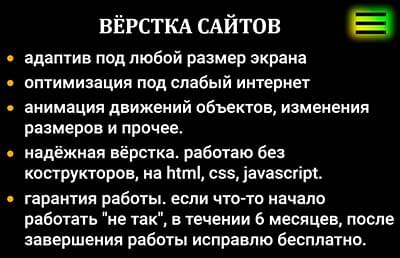 ВЁРСТКА САЙТОВ
• адаптив под любой размер экрана
• оптимизация под слабый интернет
• анимация движений объектов, изменения
размеров и прочее.
• надёжная вёрстка. работаю без
кострукторов, на html, css, javascript.
• гарантия работы. если что-то начало
работать "не так", в течении 6 месяцев, после
завершения работы исправлю бесплатно.